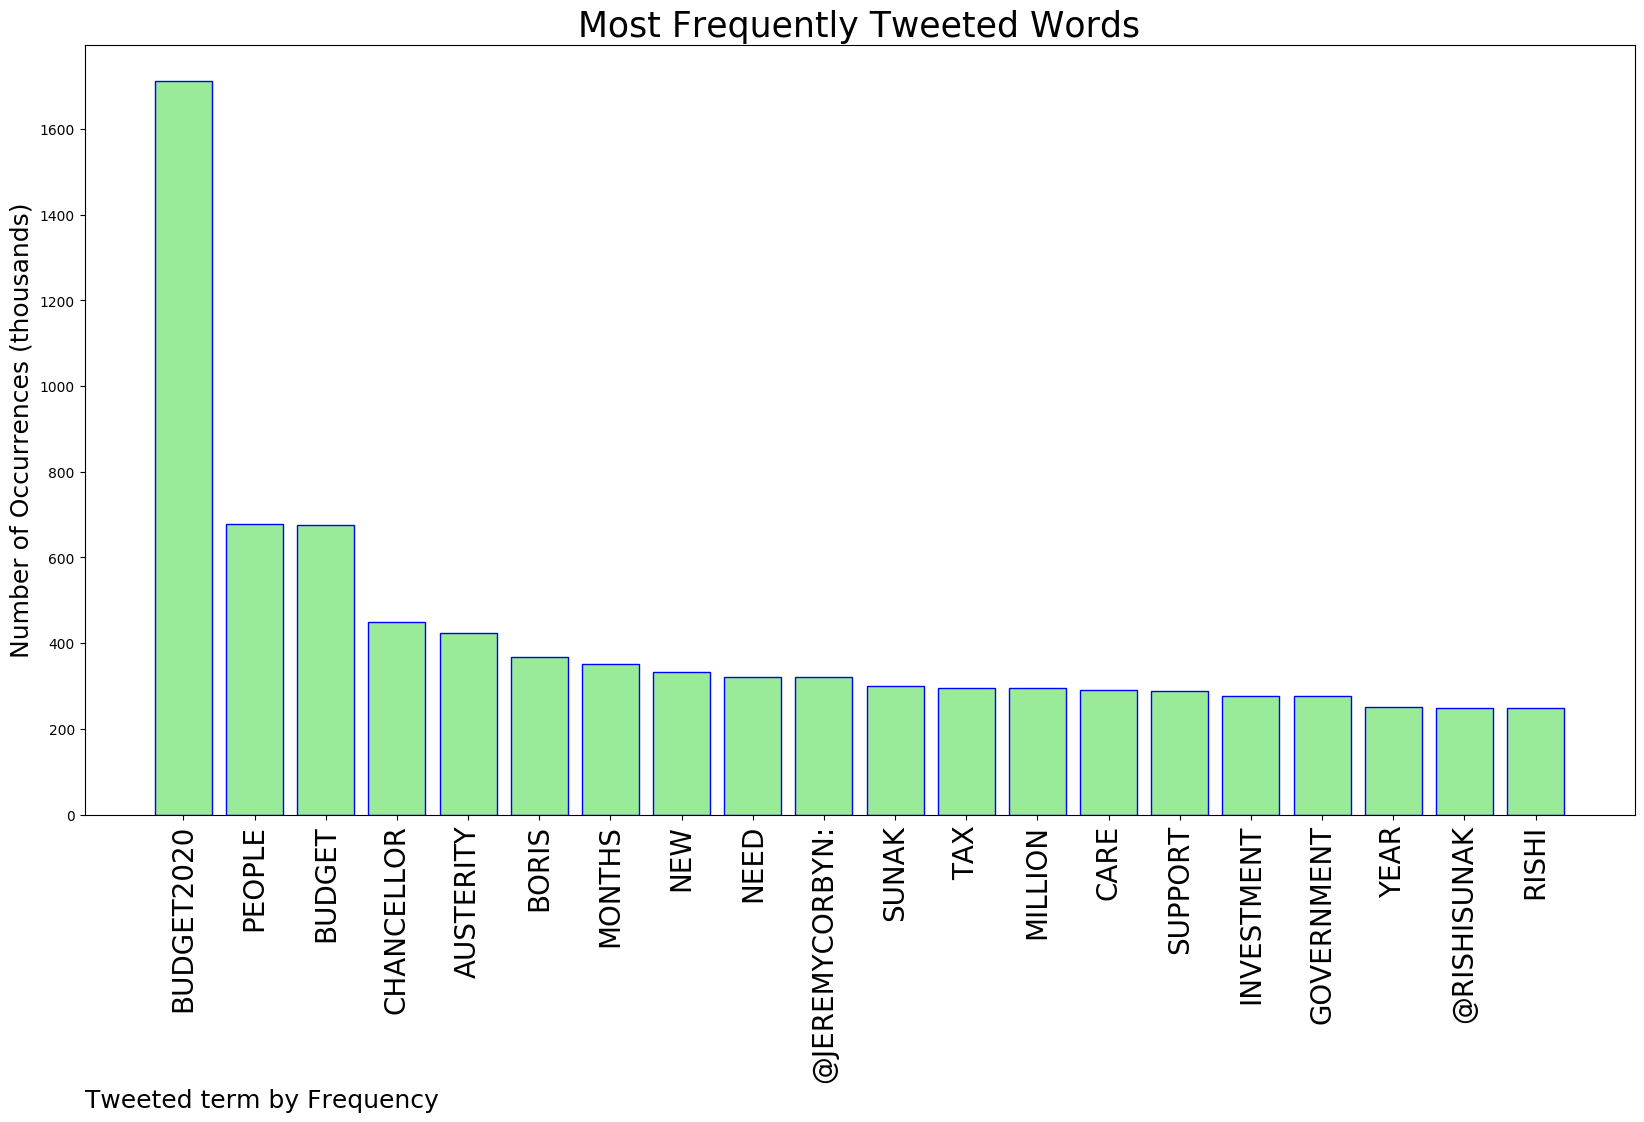 Most Frequently Tweeted Words
Number of Occurrences (thousands)
1600
1400
1200
1000
800
600
400
200
0
BUDGET2020
PEOPLE
BUDGET
CHANCELLOR
AUSTERITY
BORIS
MONTHS
NEW
NEED
@JEREMYCORBYN:
SUNAK
TAX
MILLION
CARE
SUPPORT
INVESTMENT
GOVERNMENT
YEAR
@RISHISUNAK
RISHI
Tweeted term by Frequency